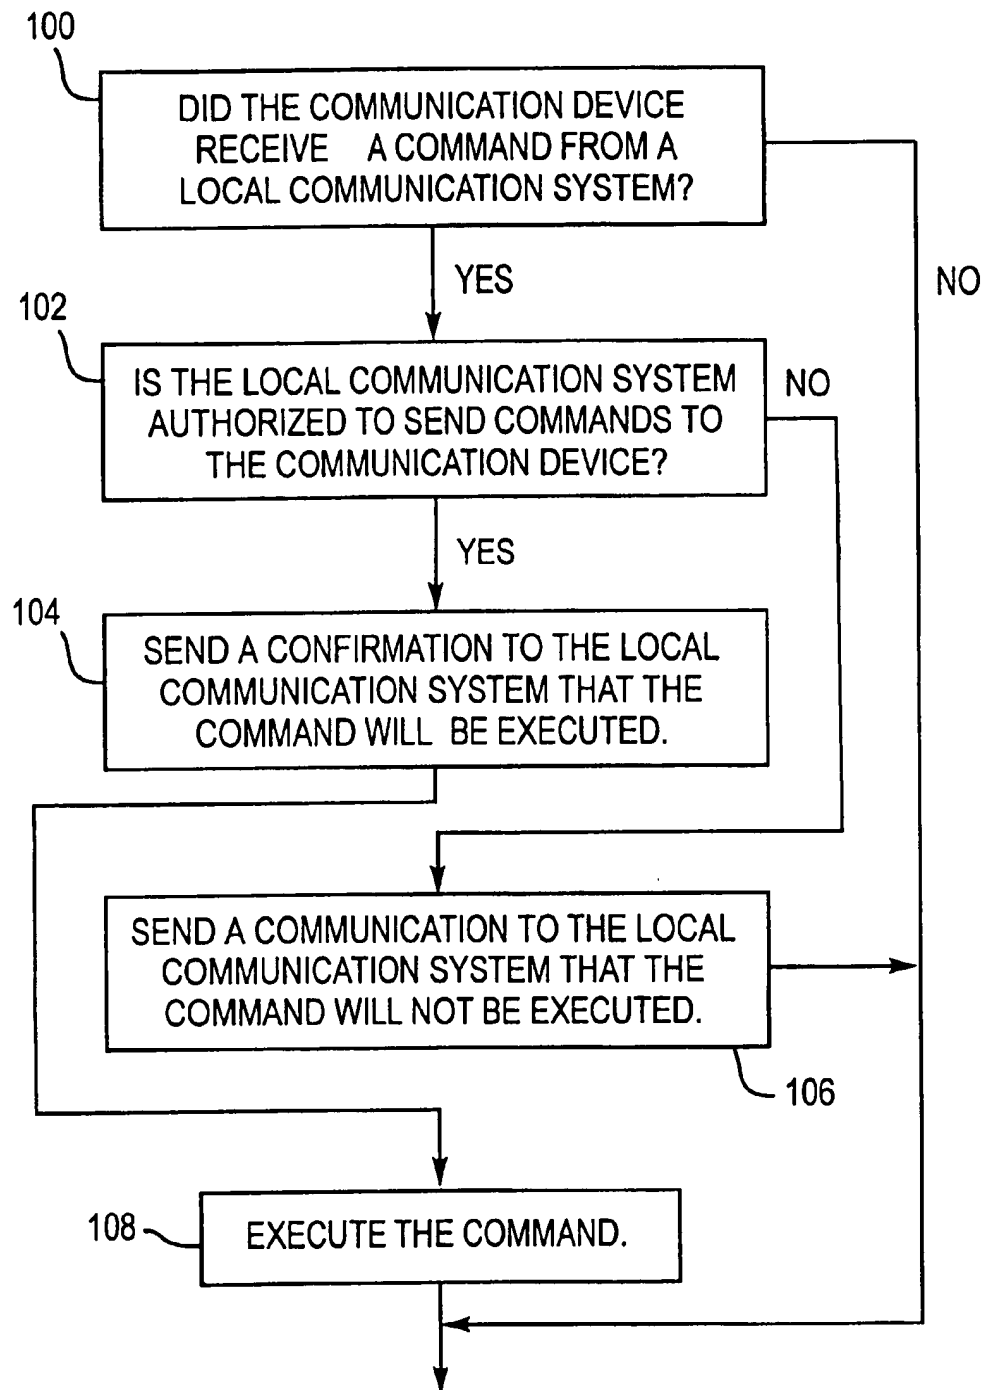 100
DID THE COMMUNICATION DEVICE
RECEIVE A COMMAND FROM A
LOCAL COMMUNICATION SYSTEM?
YES
NO
102
IS THE LOCAL COMMUNICATION SYSTEM
AUTHORIZED TO SEND COMMANDS TO
THE COMMUNICATION DEVICE?
NO
YES
104
SEND A CONFIRMATION TO THE LOCAL
COMMUNICATION SYSTEM THAT THE
COMMAND WILL BE EXECUTED.
SEND A COMMUNICATION TO THE LOCAL
COMMUNICATION SYSTEM THAT THE
COMMAND WILL NOT BE EXECUTED.
106
108
EXECUTE THE COMMAND.